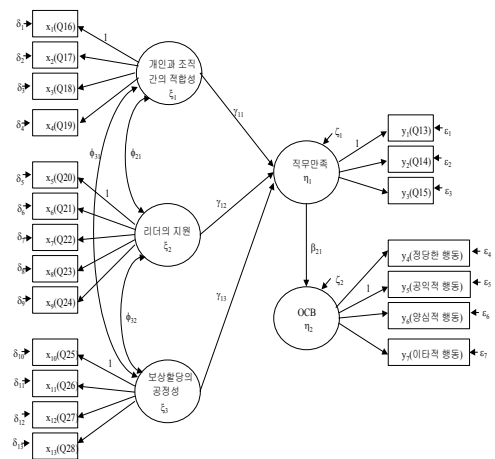 δ₁ x₁(Q16)
δ₂ x₂(Q17)
δ₃ x₃(Q18)
δ₄ x₄(Q19)
1
개인과 조직
간의 적합성
ξ₁
ϕ₃₁
ϕ₂₁
γ₁₁
δ₅ x₅(Q20)
δ₆ x₆(Q21)
δ₇ x₇(Q22)
δ₈ x₈(Q23)
δ₉ x₉(Q24)
1
리더의 지원
ξ₂
γ₁₂
ϕ₃₂
γ₁₃
δ₁₀ x₁₀(Q25)
δ₁₁ x₁₁(Q26)
δ₁₂ x₁₂(Q27)
δ₁₃ x₁₃(Q28)
1
보상할당의
공정성
ξ₃
ζ₁
직무만족
η₁
1
y₁(Q13) ε₁
y₂(Q14) ε₂
y₃(Q15) ε₃
β₂₁
ζ₂
OCB
η₂
1
y₄(정당한 행동) ε₄
y₅(공익적 행동) ε₅
y₆(양심적 행동) ε₆
y₇(이타적 행동) ε₇